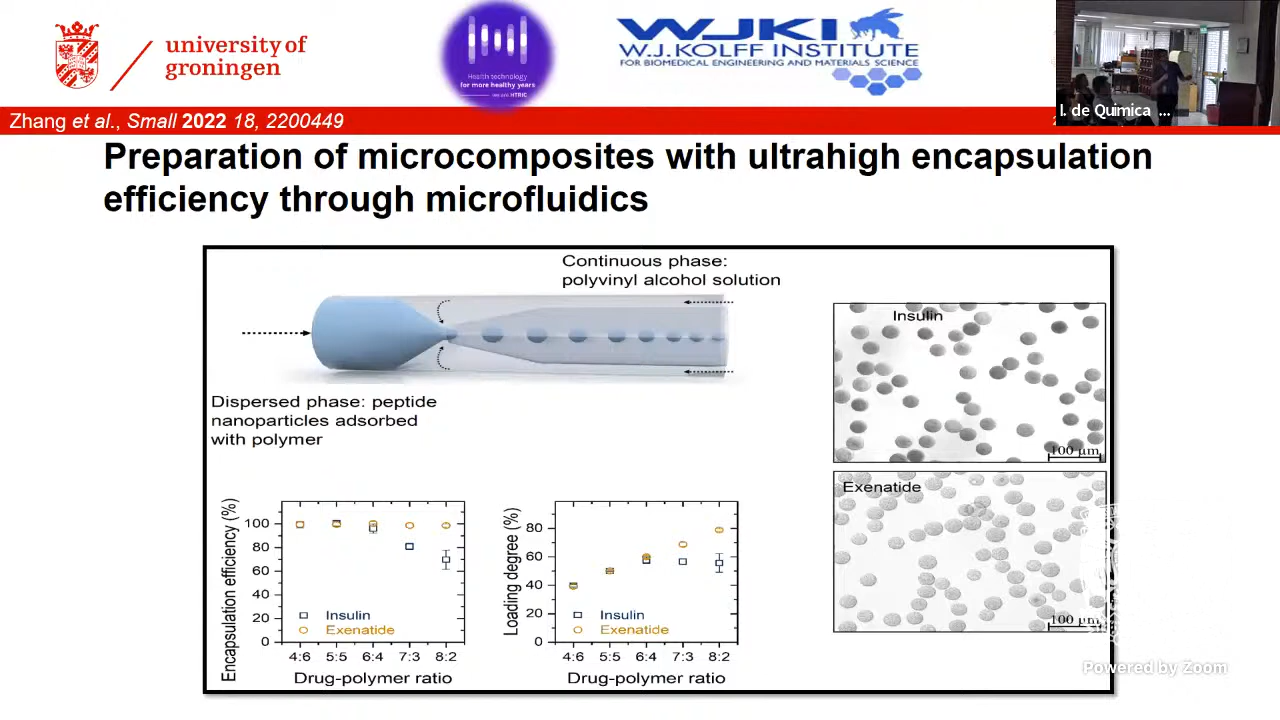 university of
groningen
Health technology
for more healthy years
we are HTRIC
WJKI
W.J.KOLFF INSTITUTE
FOR BIOMEDICAL ENGINEERING AND MATERIALS SCIENCE
I. de Quimica ...
Zhang et al., Small 2022 18, 2200449
Preparation of microcomposites with ultrahigh encapsulation
efficiency through microfluidics
Continuous phase:
polyvinyl alcohol solution
Dispersed phase: peptide
nanoparticles adsorbed
with polymer
Insulin
100 µm
Exenatide
100 µm
Encapsulation efficiency (%)
100
80
60
40
20
0
Insulin
Exenatide
4:6 5:5 6:4 7:3 8:2
Drug-polymer ratio
Loading degree (%)
80
60
40
20
0
Insulin
Exenatide
4:6 5:5 6:4 7:3 8:2
Drug-polymer ratio
Powered by Zoom